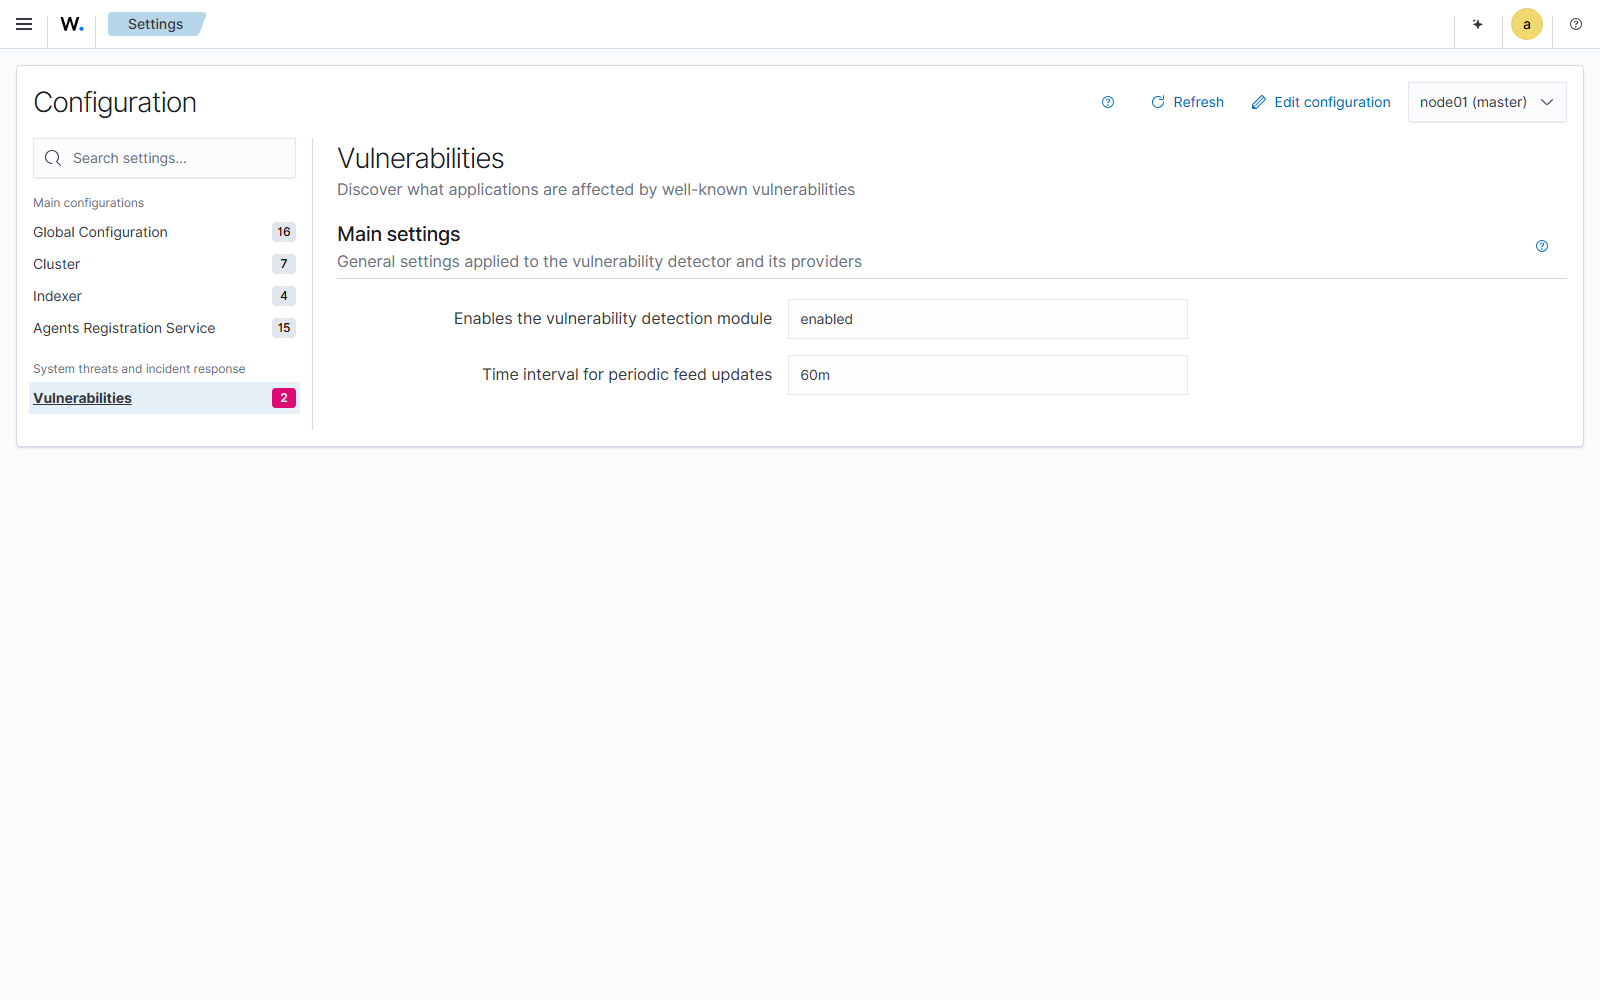 W.
Settings
a
Configuration
Refresh
Edit configuration
node01 (master)
Search settings...
Main configurations
Global Configuration 16
Cluster 7
Indexer 4
Agents Registration Service 15
System threats and incident response
Vulnerabilities 2
Vulnerabilities
Discover what applications are affected by well-known vulnerabilities
Main settings
General settings applied to the vulnerability detector and its providers
Enables the vulnerability detection module enabled
Time interval for periodic feed updates 60m